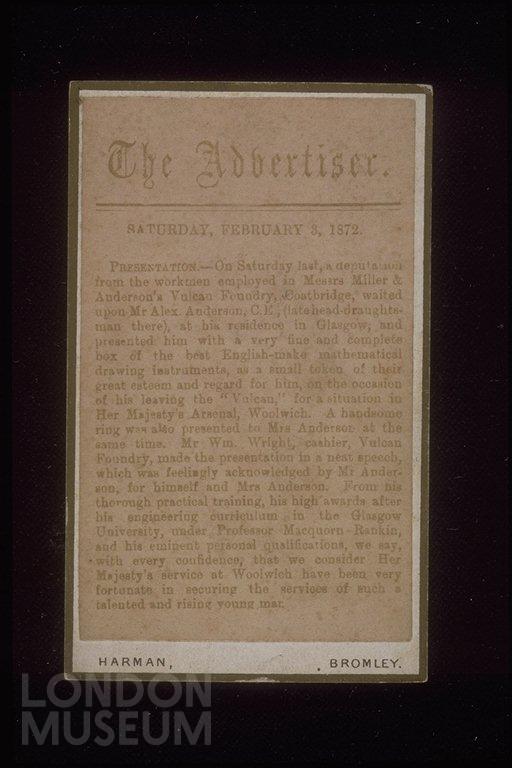 The Advertiser.
SATURDAY, FEBRUARY 3, 1872.
PRESENTATION.—On Saturday last, a deputation
from the workmen employed in Messrs Miller &
Anderson's Vulcan Foundry, Coatbridge, waited
upon Mr Alex. Anderson, C.E., (late head draughts-
man there), at his residence in Glasgow, and
presented him with a very fine and complete
box of the best English-make mathematical
drawing instruments, as a small token of their
great esteem and regard for him, on the occasion
of his leaving the "Vulcan," for a situation in
Her Majesty's Arsenal, Woolwich. A handsome
ring was also presented to Mrs Anderson at the
same time. Mr Wm. Wright, cashier, Vulcan
Foundry, made the presentation in a neat speech,
which was feelingly acknowledged by Mr Ander-
son, for himself and Mrs Anderson. From his
thorough practical training, his high awards after
his engineering curriculum in the Glasgow
University, under Professor Macquorn Rankin,
and his eminent personal qualifications, we say,
with every confidence, that we consider Her
Majesty's service at Woolwich have been very
fortunate in securing the services of such a
talented and rising young man.
HARMAN, BROMLEY.
LONDON
MUSEUM